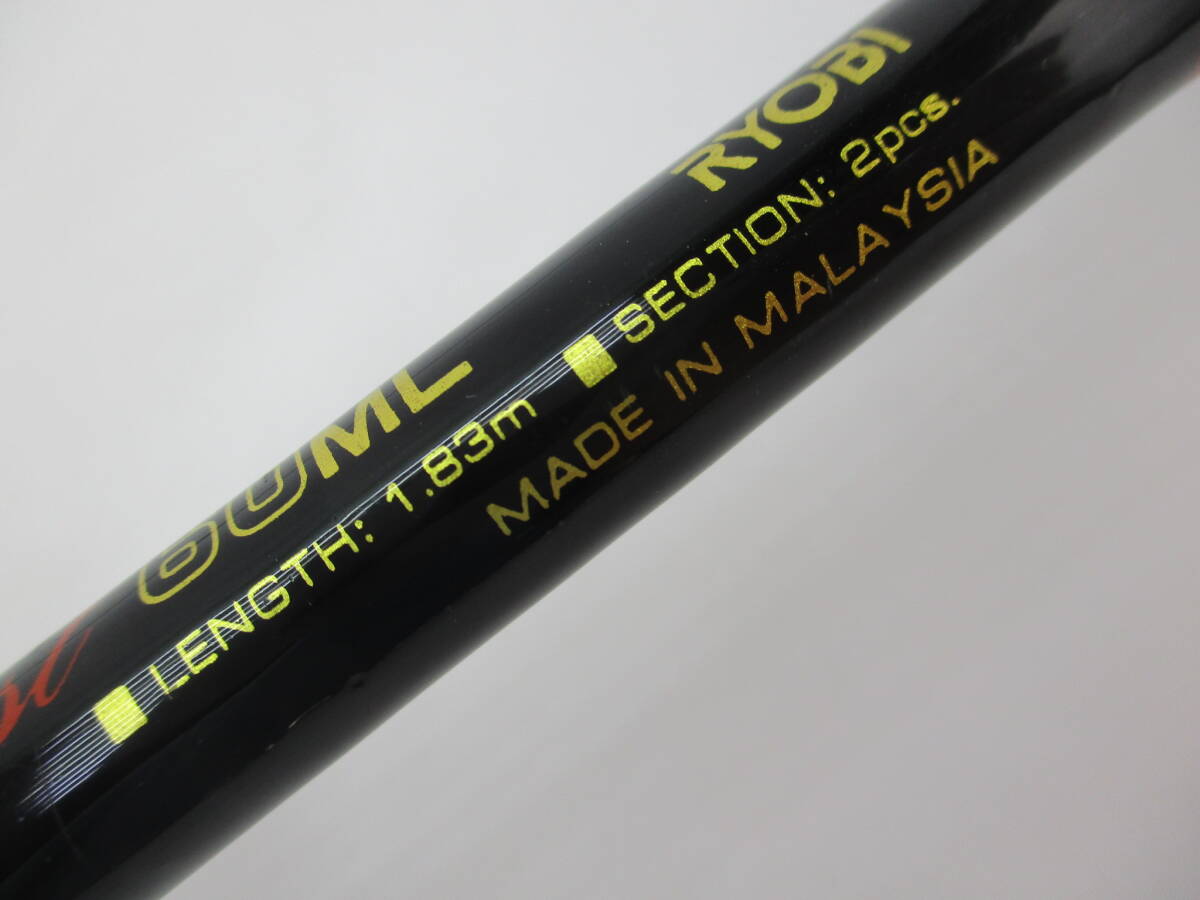 60ML RYOBI
LENGTH: 1.83m SECTION: 2pcs.
MADE IN MALAYSIA